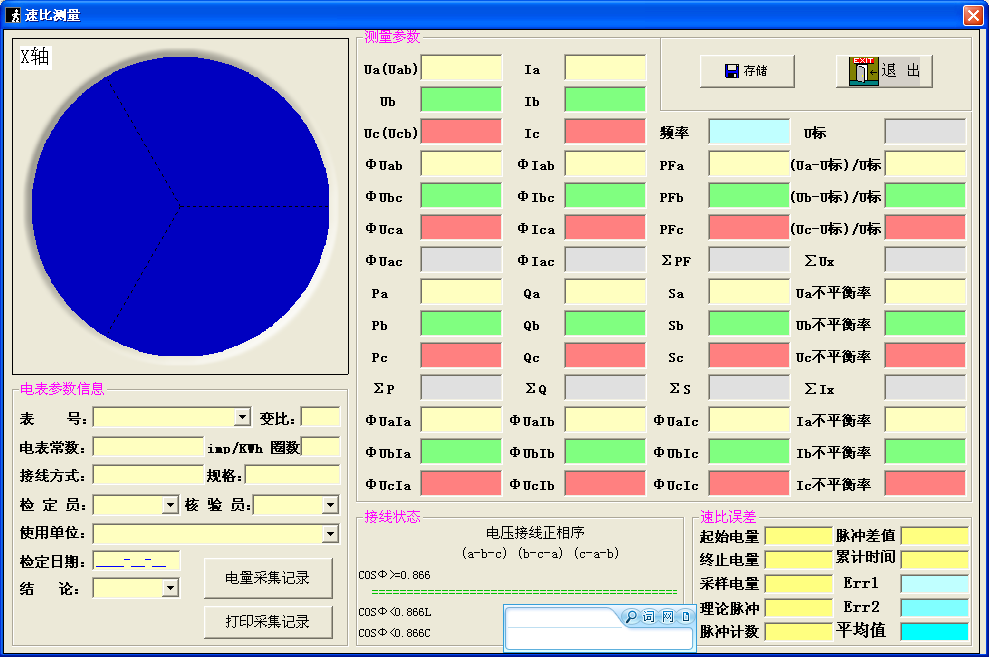 速比测量
X轴
测量参数
Ua(Uab) Ia
EXIT
存储 退 出
Ub Ib
Uc(Ucb) Ic 频率 U标
ΦUab ΦIab PFa (Ua-U标)/U标
ΦUbc ΦIbc PFb (Ub-U标)/U标
ΦUca ΦIca PFc (Uc-U标)/U标
ΦUac ΦIac ΣPF ΣUx
Pa Qa Sa Ua不平衡率
Pb Qb Sb Ub不平衡率
Pc Qc Sc Uc不平衡率
ΣP ΣQ ΣS ΣIx
ΦUaIa ΦUaIb ΦUaIc Ia不平衡率
ΦUbIa ΦUbIb ΦUbIc Ib不平衡率
ΦUcIa ΦUcIb ΦUcIc Ic不平衡率
电表参数信息
表 号: 变比:
电表常数: imp/KWh 圈数
接线方式: 规格:
检 定 员: 核 验 员:
使用单位:
检定日期: ____-__-__
结 论:
电量采集记录
打印采集记录
接线状态
电压接线正相序
(a-b-c) (b-c-a) (c-a-b)
COSΦ>=0.866
COSΦ<0.866L
COSΦ<0.866C
词 网
速比误差
起始电量 脉冲差值
终止电量 累计时间
采样电量 Err1
理论脉冲 Err2
脉冲计数 平均值